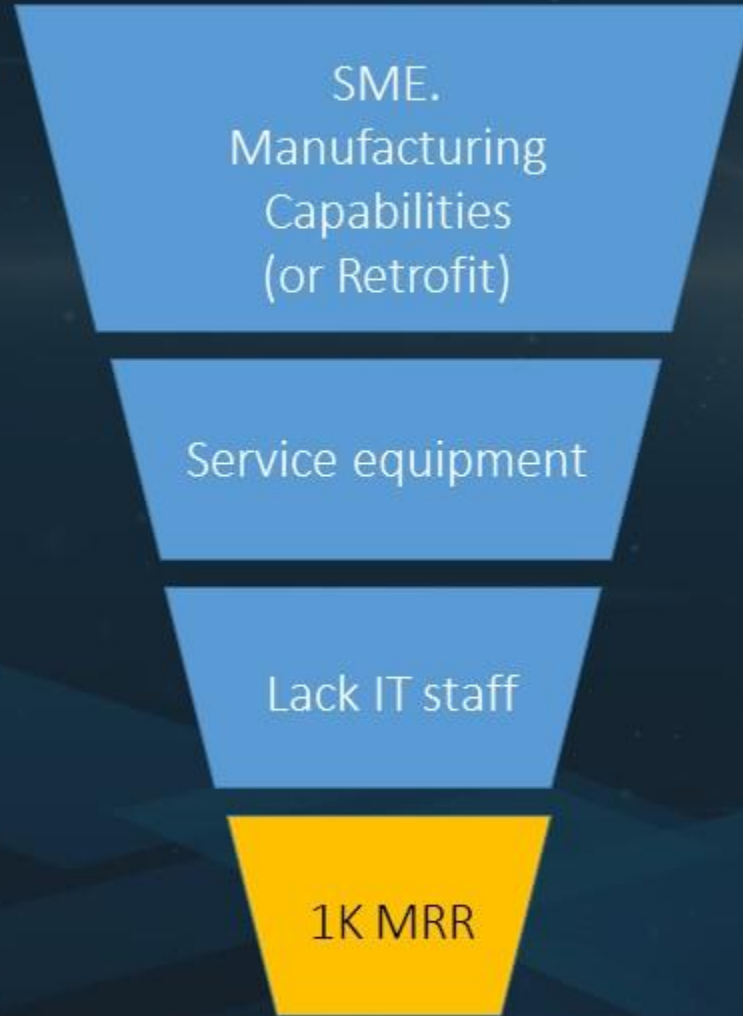 SME.
Manufacturing
Capabilities
(or Retrofit)
Service equipment
Lack IT staff
1K MRR